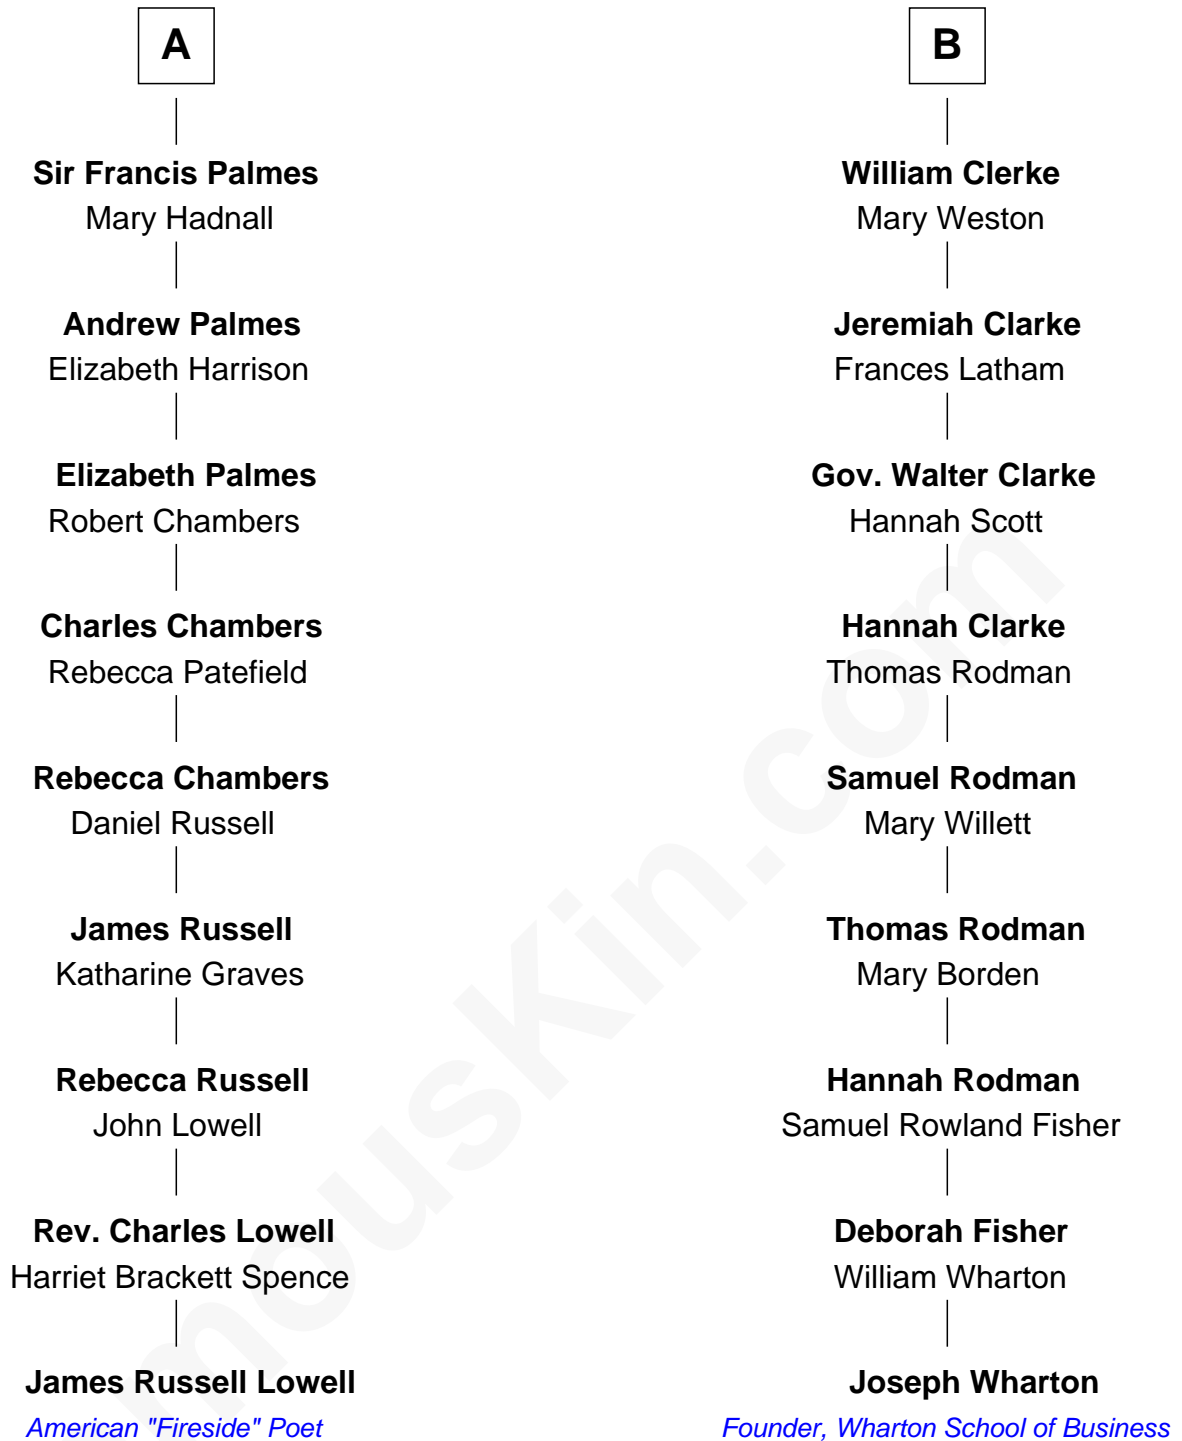 A
Sir Francis Palmes
Mary Hadnall
Andrew Palmes
Elizabeth Harrison
Elizabeth Palmes
Robert Chambers
Charles Chambers
Rebecca Patefield
Rebecca Chambers
Daniel Russell
James Russell
Katharine Graves
Rebecca Russell
John Lowell
Rev. Charles Lowell
Harriet Brackett Spence
James Russell Lowell
American "Fireside" Poet
B
William Clerke
Mary Weston
Jeremiah Clarke
Frances Latham
Gov. Walter Clarke
Hannah Scott
Hannah Clarke
Thomas Rodman
Samuel Rodman
Mary Willett
Thomas Rodman
Mary Borden
Hannah Rodman
Samuel Rowland Fisher
Deborah Fisher
William Wharton
Joseph Wharton
Founder, Wharton School of Business
mousKin.com